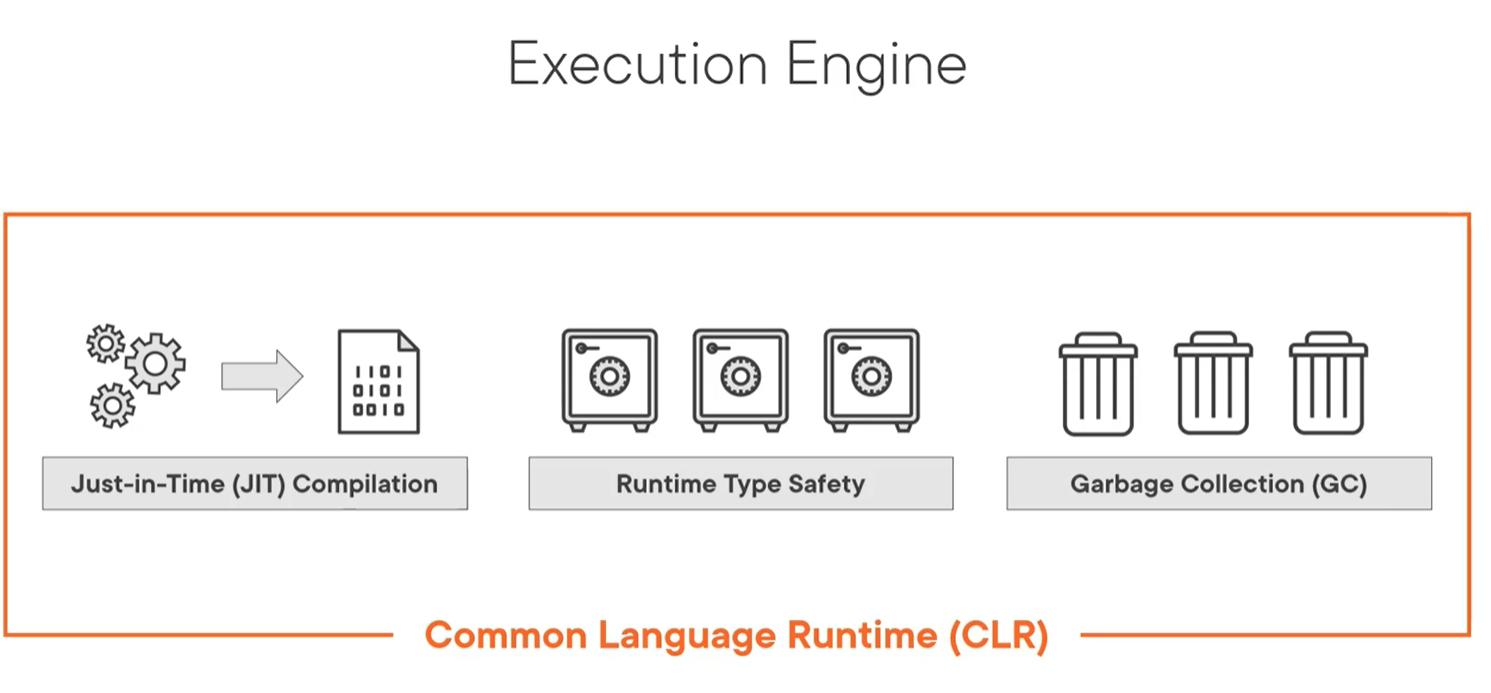 Execution Engine
1101
0101
0010
Just-in-Time (JIT) Compilation
Runtime Type Safety
Garbage Collection (GC)
Common Language Runtime (CLR)